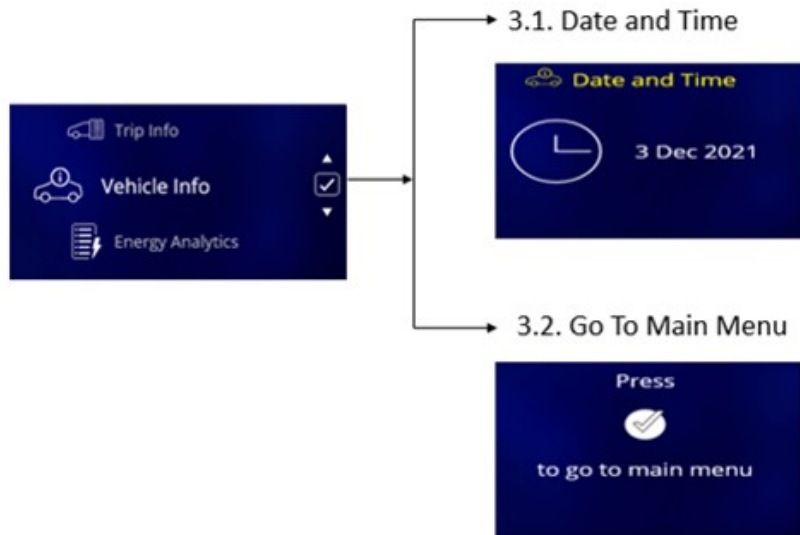 3.1. Date and Time
Date and Time
3 Dec 2021
Trip Info
Vehicle Info
Energy Analytics
3.2. Go To Main Menu
Press
to go to main menu